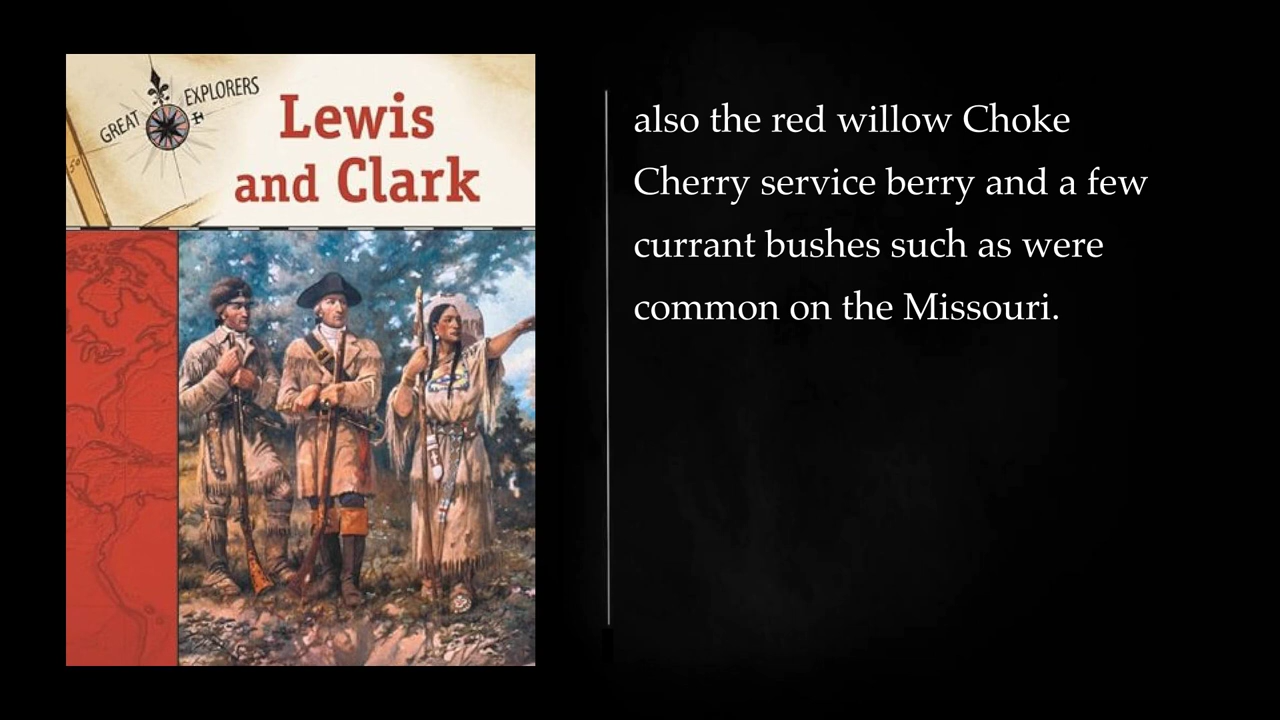 GREAT EXPLORERS
Lewis
and Clark
also the red willow Choke
Cherry service berry and a few
currant bushes such as were
common on the Missouri.